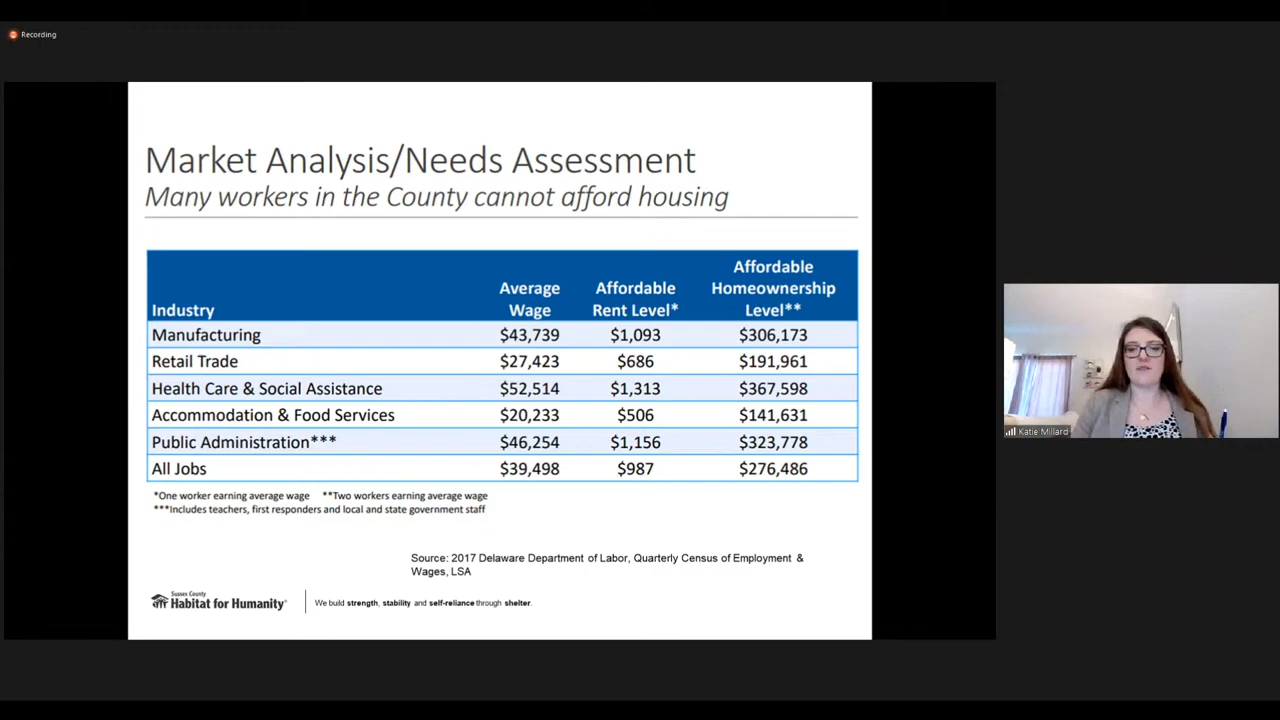 Recording
Market Analysis/Needs Assessment
Many workers in the County cannot afford housing
Industry Average Wage Affordable Rent Level* Affordable Homeownership Level**
Manufacturing $43,739 $1,093 $306,173
Retail Trade $27,423 $686 $191,961
Health Care & Social Assistance $52,514 $1,313 $367,598
Accommodation & Food Services $20,233 $506 $141,631
Public Administration*** $46,254 $1,156 $323,778
All Jobs $39,498 $987 $276,486
*One worker earning average wage **Two workers earning average wage
***Includes teachers, first responders and local and state government staff
Source: 2017 Delaware Department of Labor, Quarterly Census of Employment &
Wages, LSA
Sussex County
Habitat for Humanity®
We build strength, stability and self-reliance through shelter.
Katie Millard